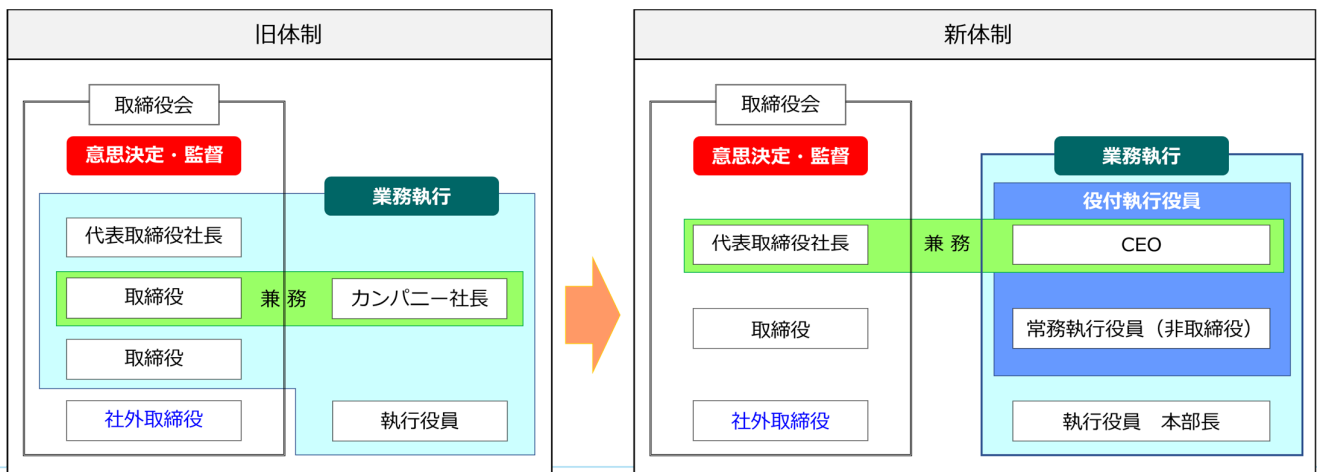 旧体制
取締役会
意思決定・監督
業務執行
代表取締役社長
取締役
兼 務
カンパニー社長
取締役
社外取締役
執行役員
新体制
取締役会
意思決定・監督
業務執行
役付執行役員
代表取締役社長
兼 務
CEO
取締役
常務執行役員（非取締役）
社外取締役
執行役員　本部長